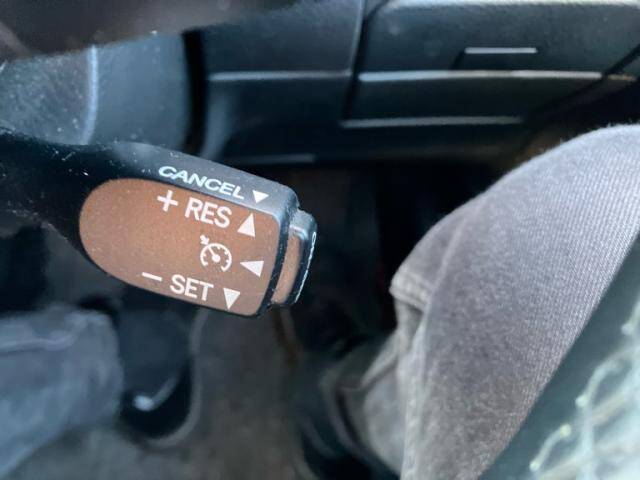 CANCEL ▼
+ RES ▲
◀
− SET ▼